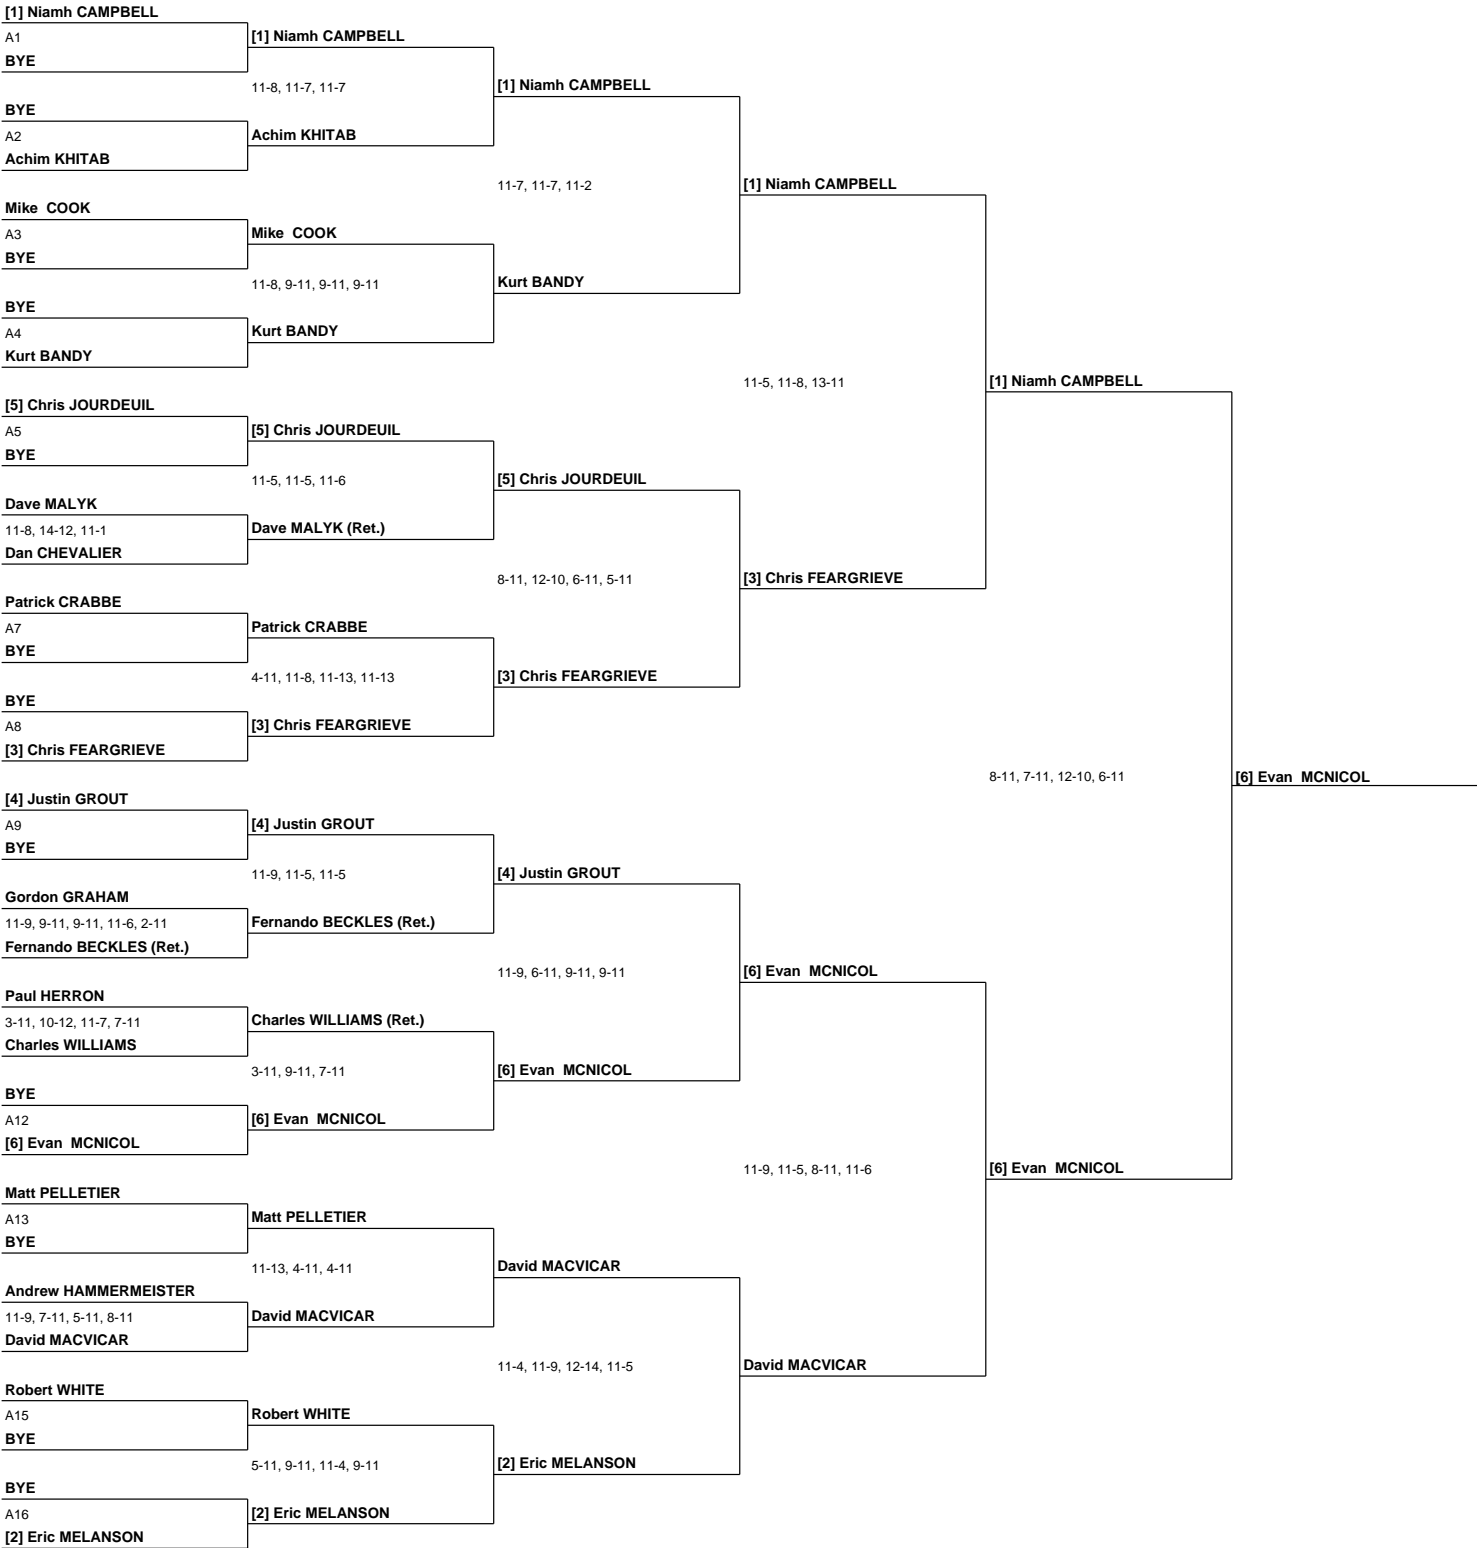 [1] Niamh CAMPBELL
A1
BYE
BYE
A2
Achim KHITAB
Mike  COOK
A3
BYE
BYE
A4
Kurt BANDY
[5] Chris JOURDEUIL
A5
BYE
Dave MALYK
11-8, 14-12, 11-1
Dan CHEVALIER
Patrick CRABBE
A7
BYE
BYE
A8
[3] Chris FEARGRIEVE
[4] Justin GROUT
A9
BYE
Gordon GRAHAM
11-9, 9-11, 9-11, 11-6, 2-11
Fernando BECKLES (Ret.)
Paul HERRON
3-11, 10-12, 11-7, 7-11
Charles WILLIAMS
BYE
A12
[6] Evan  MCNICOL
Matt PELLETIER
A13
BYE
Andrew HAMMERMEISTER
11-9, 7-11, 5-11, 8-11
David MACVICAR
Robert WHITE
A15
BYE
BYE
A16
[2] Eric MELANSON
[1] Niamh CAMPBELL
11-8, 11-7, 11-7
Achim KHITAB
Mike  COOK
11-8, 9-11, 9-11, 9-11
Kurt BANDY
[5] Chris JOURDEUIL
11-5, 11-5, 11-6
Dave MALYK (Ret.)
Patrick CRABBE
4-11, 11-8, 11-13, 11-13
[3] Chris FEARGRIEVE
[4] Justin GROUT
11-9, 11-5, 11-5
Fernando BECKLES (Ret.)
Charles WILLIAMS (Ret.)
3-11, 9-11, 7-11
[6] Evan  MCNICOL
Matt PELLETIER
11-13, 4-11, 4-11
David MACVICAR
Robert WHITE
5-11, 9-11, 11-4, 9-11
[2] Eric MELANSON
[1] Niamh CAMPBELL
11-7, 11-7, 11-2
Kurt BANDY
[5] Chris JOURDEUIL
8-11, 12-10, 6-11, 5-11
[3] Chris FEARGRIEVE
[4] Justin GROUT
11-9, 6-11, 9-11, 9-11
[6] Evan  MCNICOL
David MACVICAR
11-4, 11-9, 12-14, 11-5
[2] Eric MELANSON
[1] Niamh CAMPBELL
11-5, 11-8, 13-11
[3] Chris FEARGRIEVE
[6] Evan  MCNICOL
11-9, 11-5, 8-11, 11-6
David MACVICAR
[1] Niamh CAMPBELL
8-11, 7-11, 12-10, 6-11
[6] Evan  MCNICOL
[6] Evan  MCNICOL